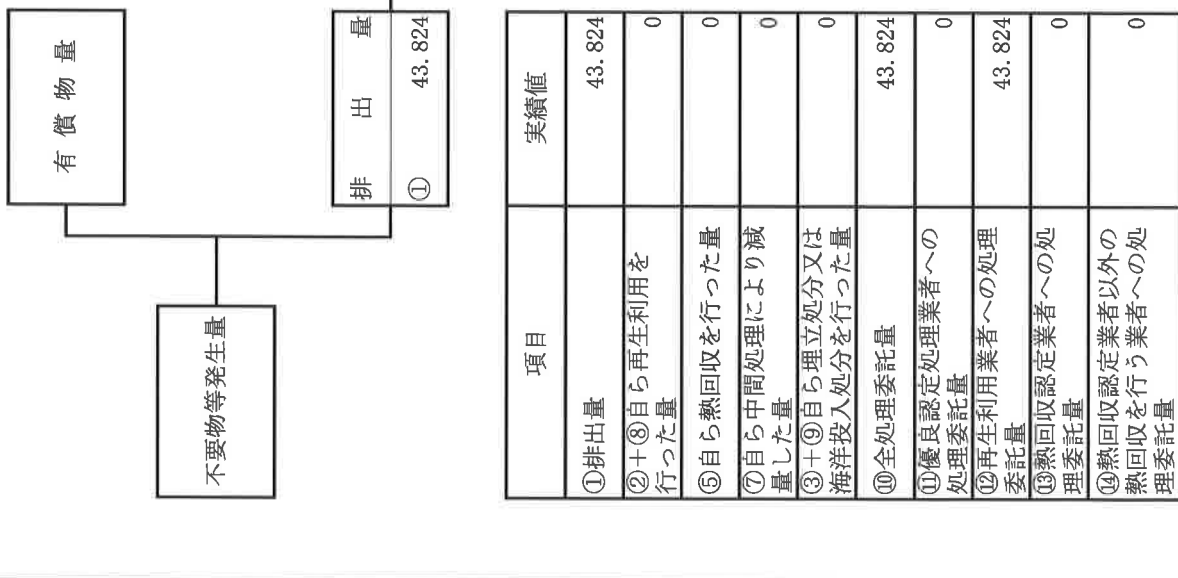 有償物量
不要物等発生量
排出量
① 43.824
項目 実績値
①排出量 43.824
②+⑧自ら再生利用を
行った量 0
⑤自ら熱回収を行った量 0
⑦自ら中間処理により減
量した量 0
③+⑨自ら埋立処分又は
海洋投入処分を行った量 0
⑩全処理委託量 43.824
⑪優良認定処理業者への
処理委託量 0
⑫再生利用業者への処理
委託量 43.824
⑬熱回収認定業者への処
理委託量 0
⑭熱回収認定業者以外の
熱回収を行う業者への処
理委託量 0